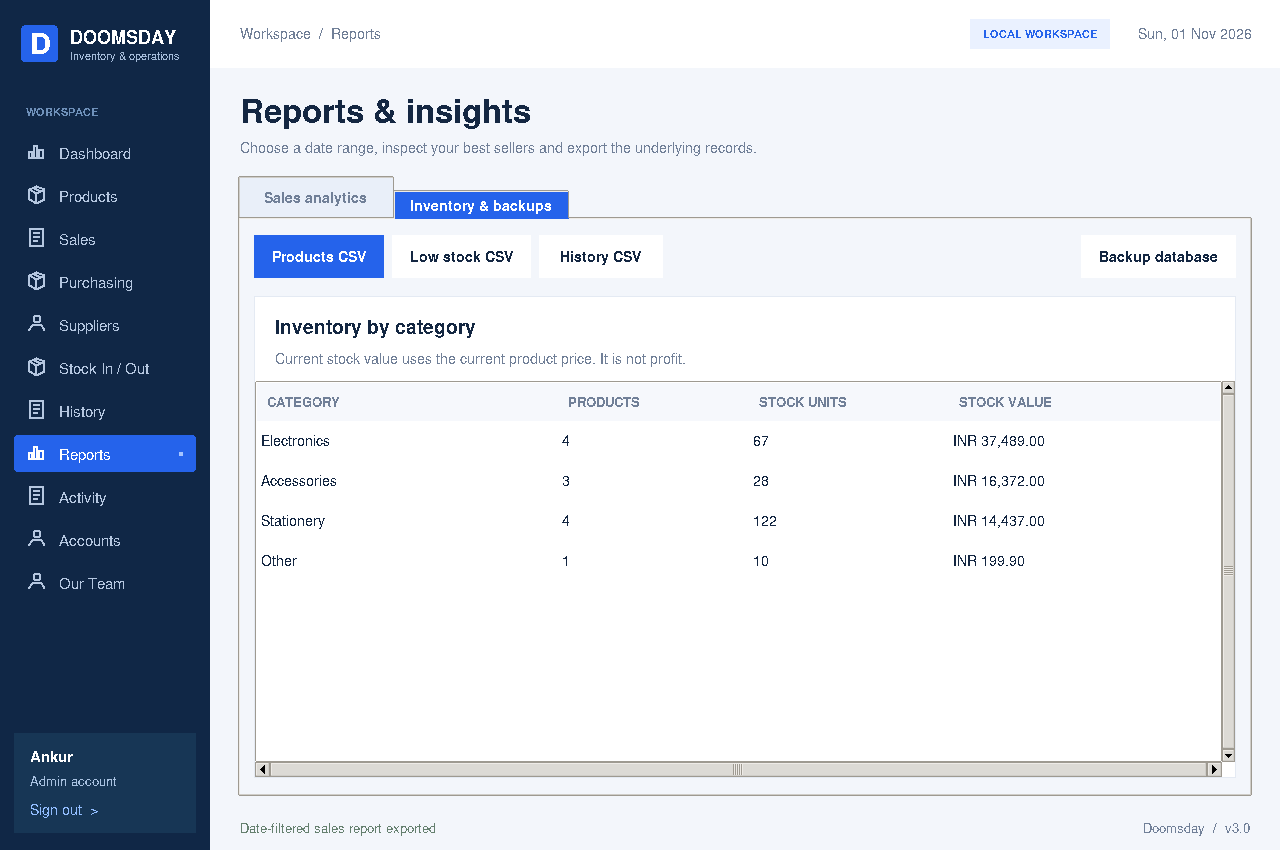 D DOOMSDAY
Inventory & operations
WORKSPACE
Dashboard
Products
Sales
Purchasing
Suppliers
Stock In / Out
History
Reports
Activity
Accounts
Our Team
Ankur
Admin account
Sign out >
Workspace / Reports
LOCAL WORKSPACE
Sun, 01 Nov 2026
Reports & insights
Choose a date range, inspect your best sellers and export the underlying records.
Sales analytics
Inventory & backups
Products CSV
Low stock CSV
History CSV
Backup database
Inventory by category
Current stock value uses the current product price. It is not profit.
CATEGORY PRODUCTS STOCK UNITS STOCK VALUE
Electronics 4 67 INR 37,489.00
Accessories 3 28 INR 16,372.00
Stationery 4 122 INR 14,437.00
Other 1 10 INR 199.90
Date-filtered sales report exported
Doomsday / v3.0